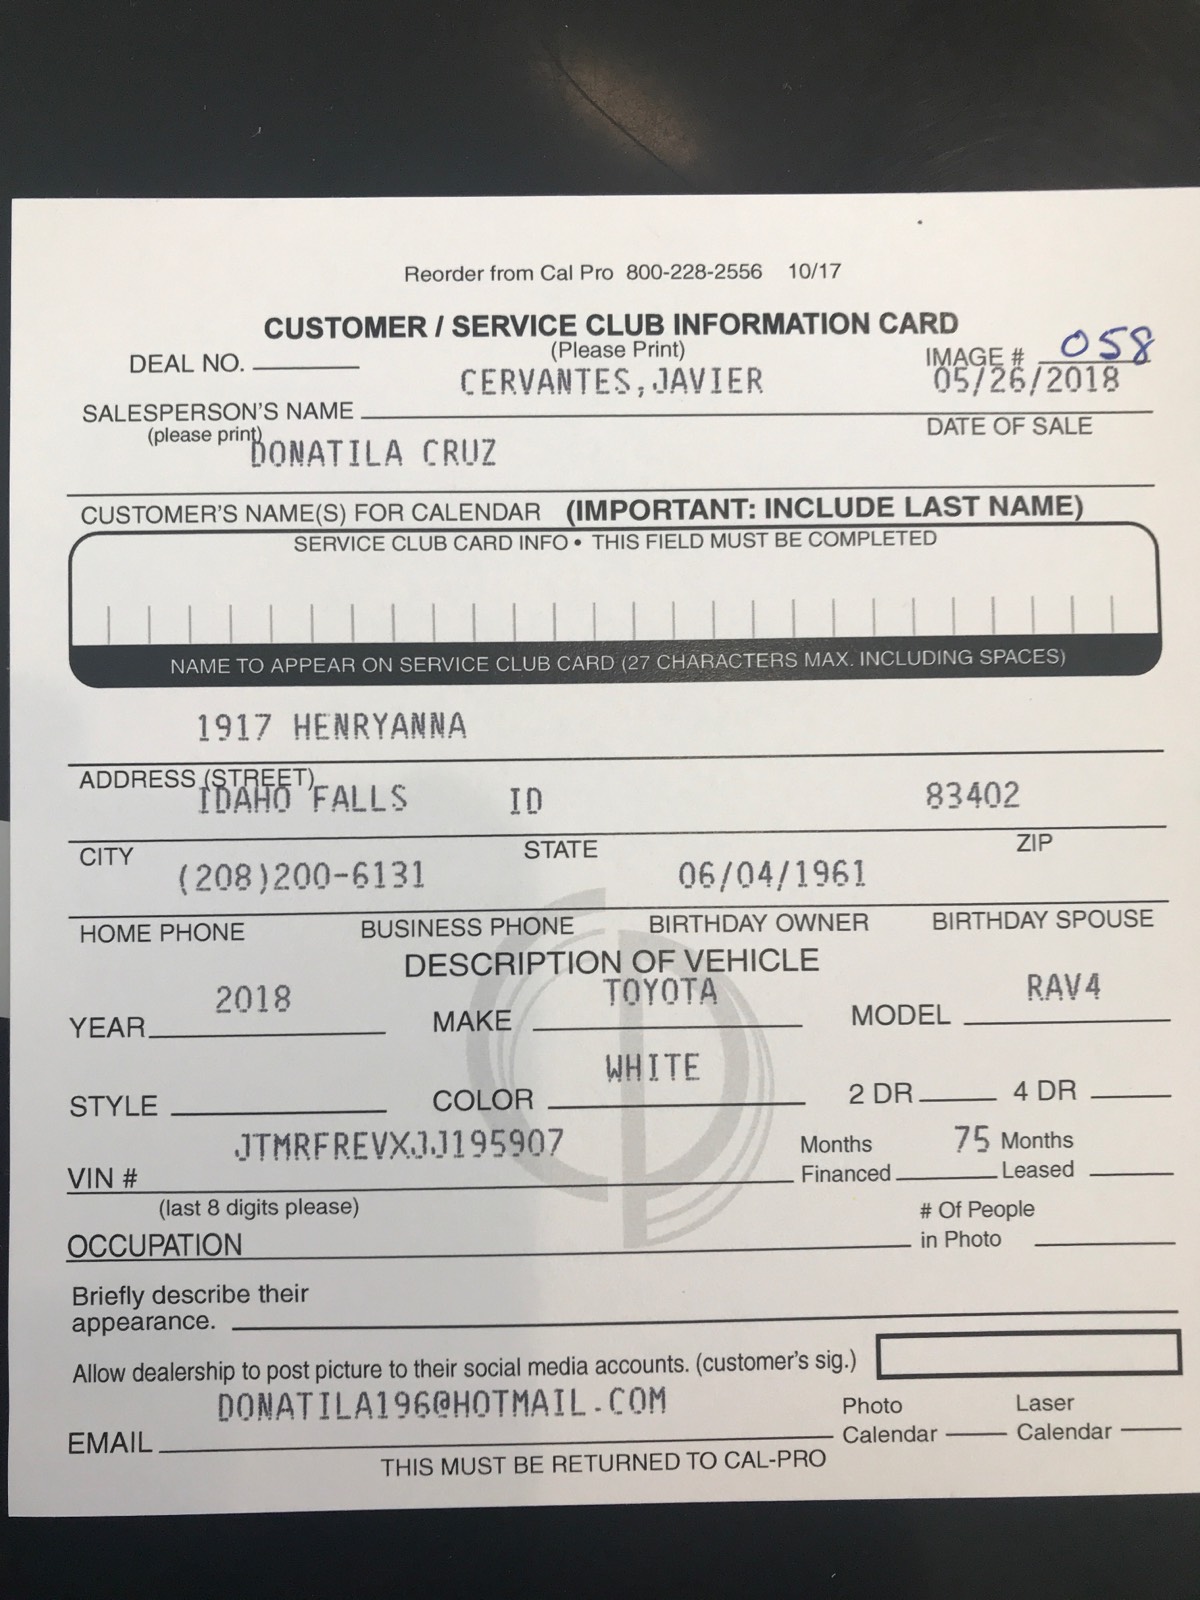 Reorder from Cal Pro 800-228-2556 10/17
CUSTOMER / SERVICE CLUB INFORMATION CARD
(Please Print)
DEAL NO.
IMAGE # 058
CERVANTES,JAVIER
05/26/2018
SALESPERSON'S NAME
(please print)
DATE OF SALE
DONATILA CRUZ
CUSTOMER'S NAME(S) FOR CALENDAR (IMPORTANT: INCLUDE LAST NAME)
SERVICE CLUB CARD INFO • THIS FIELD MUST BE COMPLETED
NAME TO APPEAR ON SERVICE CLUB CARD (27 CHARACTERS MAX. INCLUDING SPACES)
1917 HENRYANNA
ADDRESS (STREET)
IDAHO FALLS ID 83402
CITY STATE ZIP
(208)200-6131 06/04/1961
HOME PHONE BUSINESS PHONE BIRTHDAY OWNER BIRTHDAY SPOUSE
DESCRIPTION OF VEHICLE
YEAR 2018 MAKE TOYOTA MODEL RAV4
STYLE COLOR WHITE 2 DR 4 DR
VIN # JTMRFREVXJJ195907
(last 8 digits please)
Months Financed 75 Months Leased
OCCUPATION
# Of People
in Photo
Briefly describe their
appearance.
Allow dealership to post picture to their social media accounts. (customer's sig.)
EMAIL DONATILA196@HOTMAIL.COM
Photo Calendar
Laser Calendar
THIS MUST BE RETURNED TO CAL-PRO